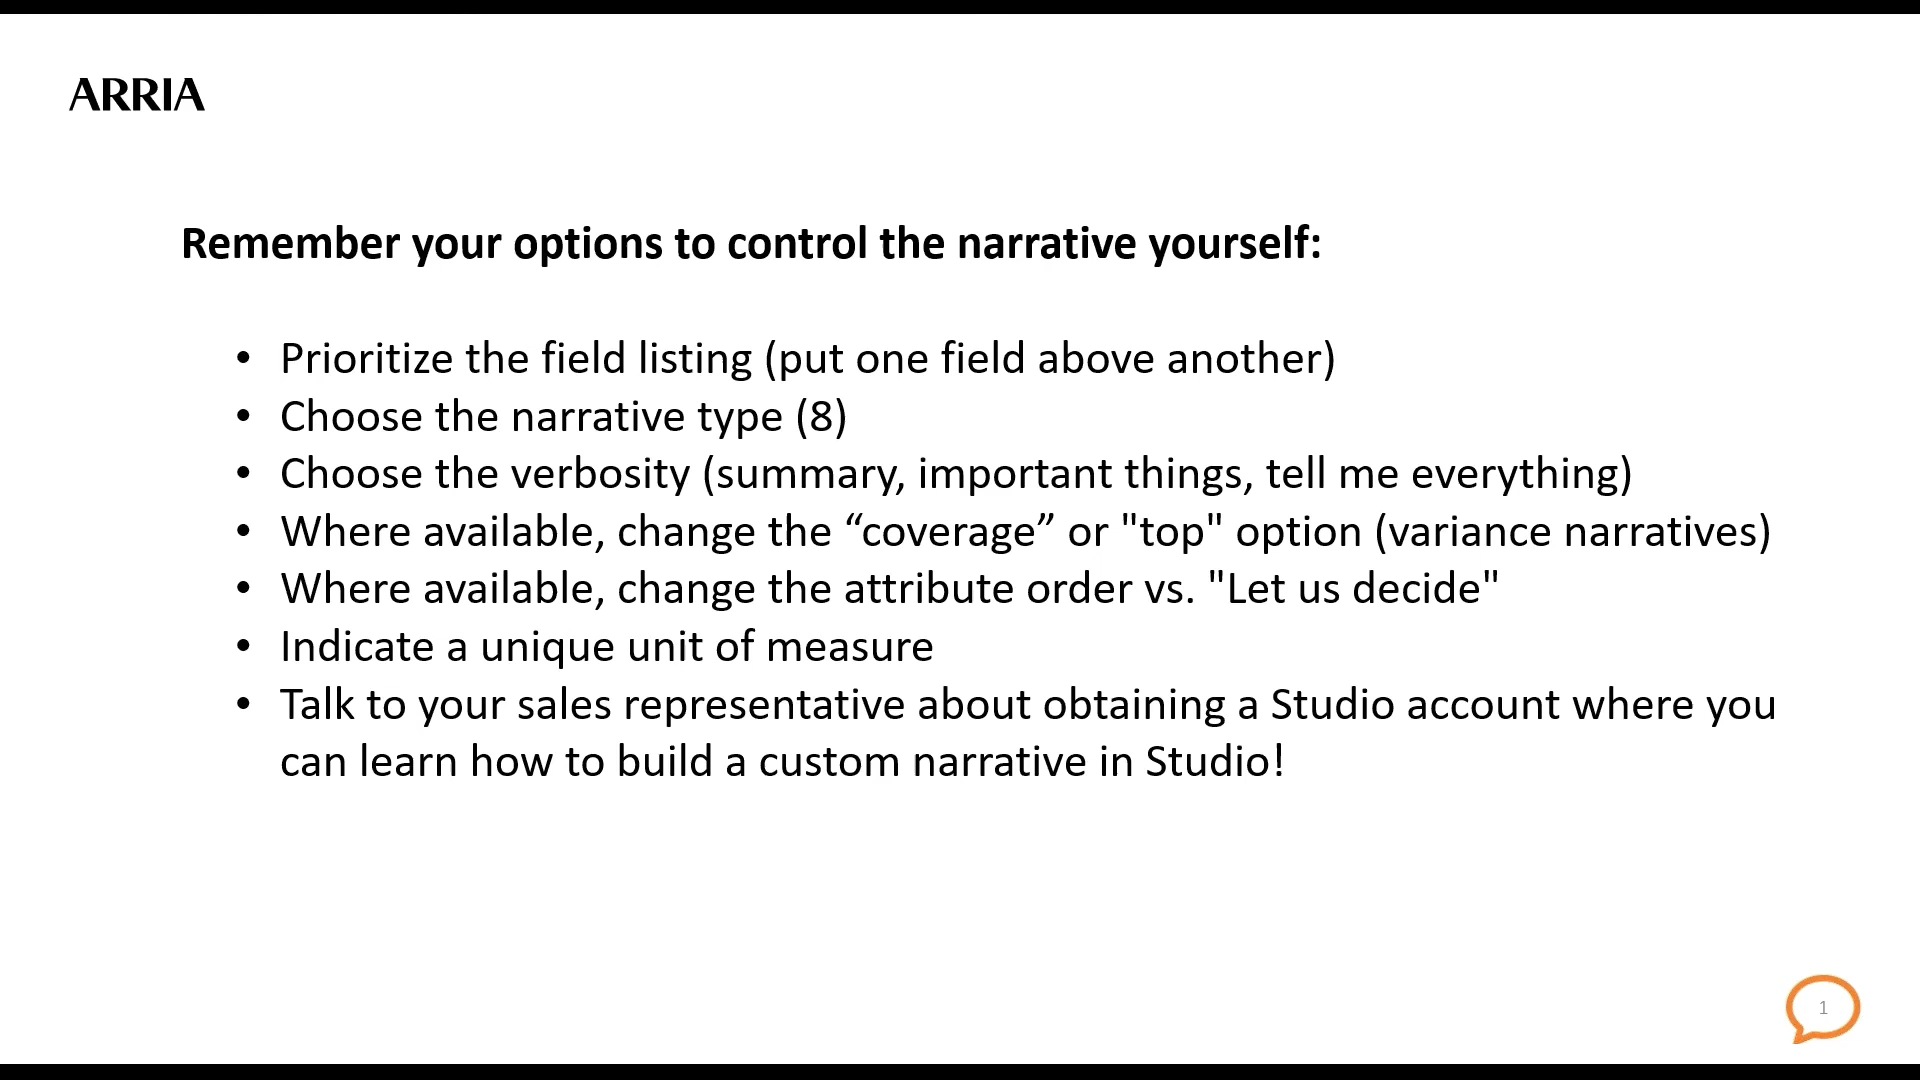 ARRIA
Remember your options to control the narrative yourself:
• Prioritize the field listing (put one field above another)
• Choose the narrative type (8)
• Choose the verbosity (summary, important things, tell me everything)
• Where available, change the “coverage” or "top" option (variance narratives)
• Where available, change the attribute order vs. "Let us decide"
• Indicate a unique unit of measure
• Talk to your sales representative about obtaining a Studio account where you
can learn how to build a custom narrative in Studio!
1